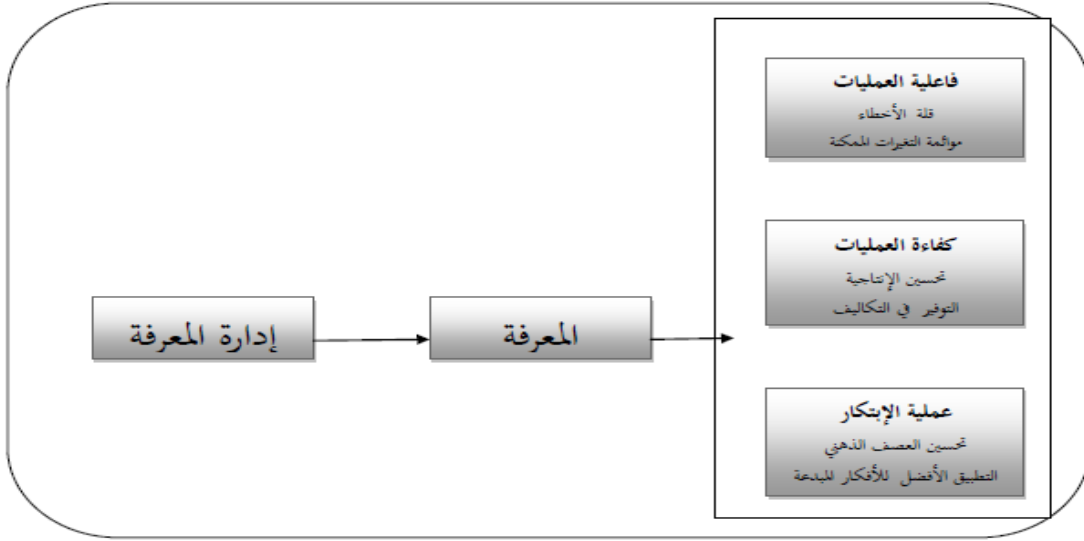 فاعلية العمليات
قلة الأخطاء
موائمة التغيرات الممكنة
كفاءة العمليات
تحسين الإنتاجية
التوفير في التكاليف
إدارة المعرفة
المعرفة
عملية الإبتكار
تحسين العصف الذهني
التطبيق الأفضل للأفكار المبدعة